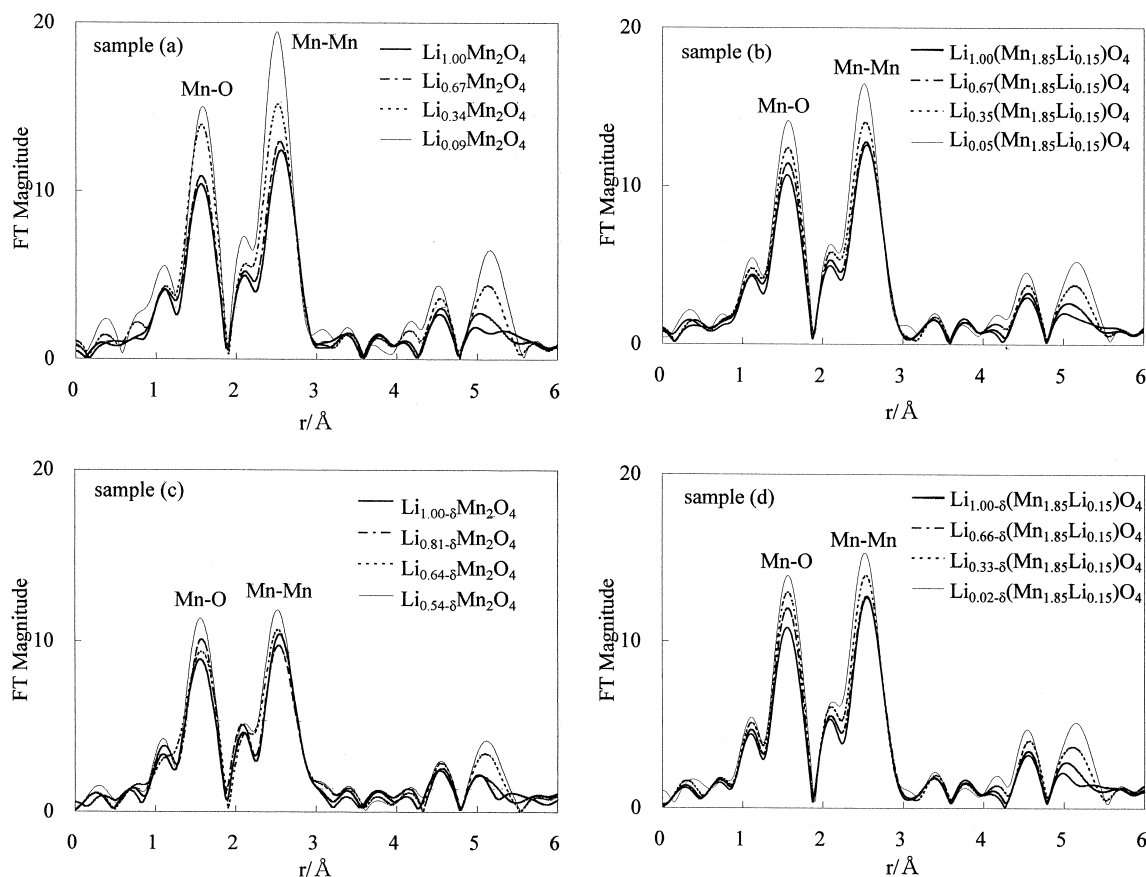 20
10
0
FT Magnitude
sample (a)
Mn-O
Mn-Mn
Li1.00Mn2O4
Li0.67Mn2O4
Li0.34Mn2O4
Li0.09Mn2O4
0 1 2 3 4 5 6
r/ Å
20
10
0
FT Magnitude
sample (b)
Mn-O
Mn-Mn
Li1.00(Mn1.85Li0.15)O4
Li0.67(Mn1.85Li0.15)O4
Li0.35(Mn1.85Li0.15)O4
Li0.05(Mn1.85Li0.15)O4
0 1 2 3 4 5 6
r/ Å
20
10
0
FT Magnitude
sample (c)
Mn-O
Mn-Mn
Li1.00-δMn2O4
Li0.81-δMn2O4
Li0.64-δMn2O4
Li0.54-δMn2O4
0 1 2 3 4 5 6
r/ Å
20
10
0
FT Magnitude
sample (d)
Mn-O
Mn-Mn
Li1.00-δ(Mn1.85Li0.15)O4
Li0.66-δ(Mn1.85Li0.15)O4
Li0.33-δ(Mn1.85Li0.15)O4
Li0.02-δ(Mn1.85Li0.15)O4
0 1 2 3 4 5 6
r/ Å